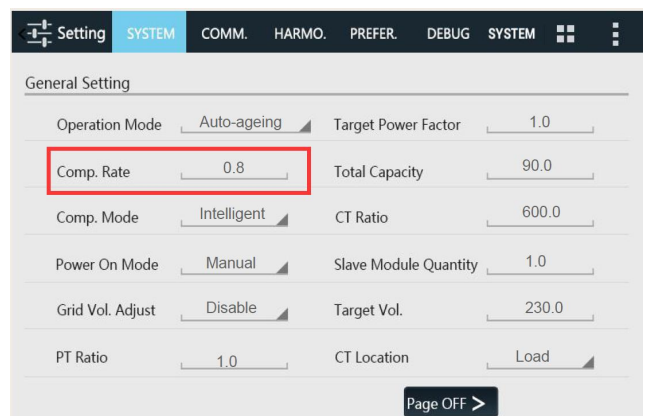 Setting SYSTEM COMM. HARMO. PREFER. DEBUG SYSTEM
General Setting
Operation Mode Auto-ageing Target Power Factor 1.0
Comp. Rate 0.8 Total Capacity 90.0
Comp. Mode Intelligent CT Ratio 600.0
Power On Mode Manual Slave Module Quantity 1.0
Grid Vol. Adjust Disable Target Vol. 230.0
PT Ratio 1.0 CT Location Load
Page OFF >